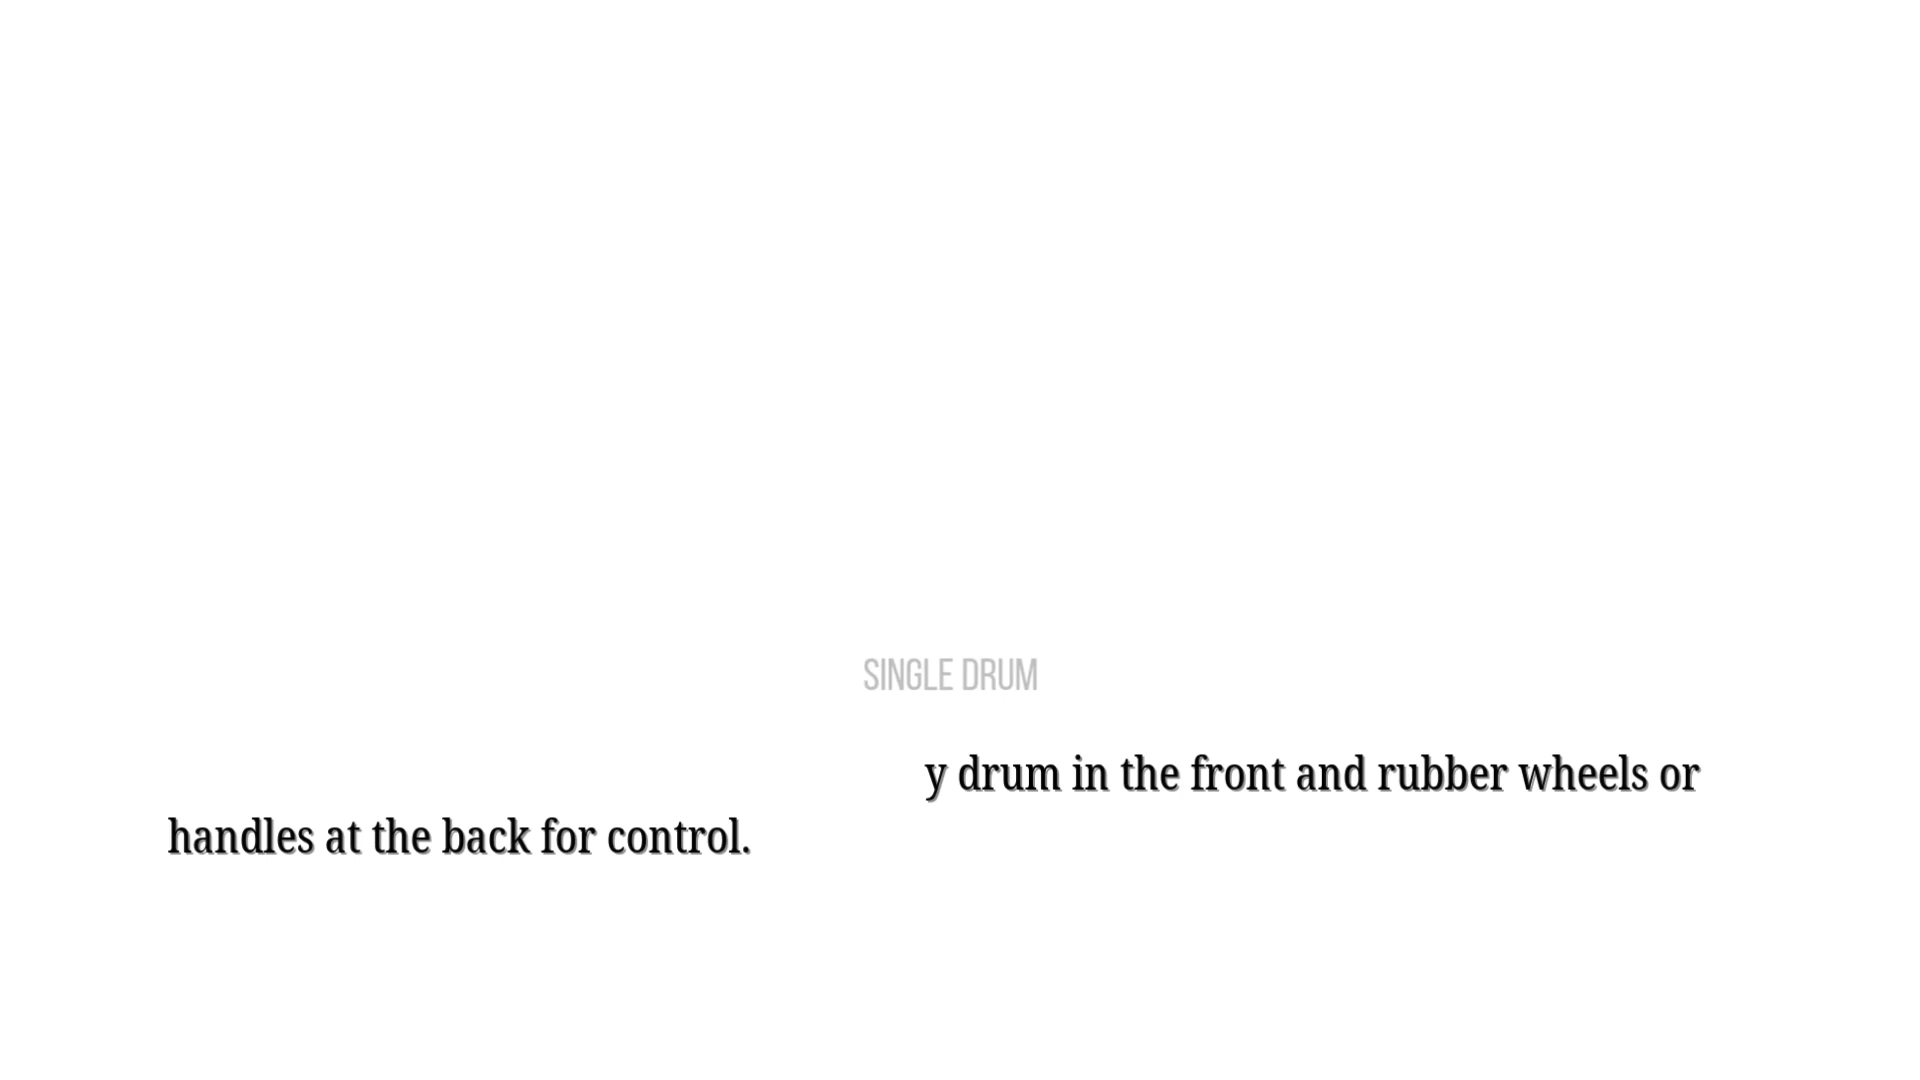 SINGLE DRUM
y drum in the front and rubber wheels or
handles at the back for control.